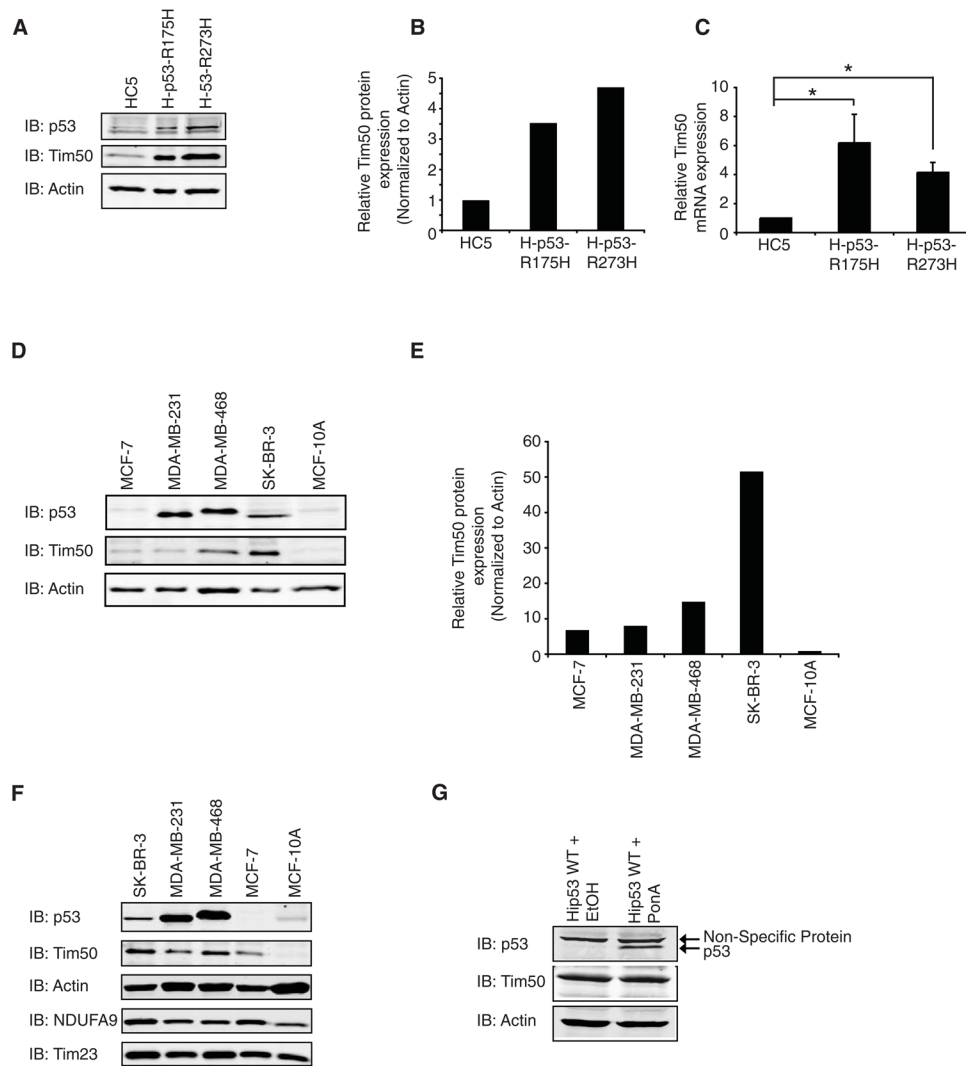 A
HC5
H-p53-R175H
H-53-R273H
IB: p53
IB: Tim50
IB: Actin
B
Relative Tim50 protein
expression
(Normalized to Actin)
5
4
3
2
1
0
HC5
H-p53-
R175H
H-p53-
R273H
C
Relative Tim50
mRNA expression
10
8
6
4
2
0
*
*
HC5
H-p53-
R175H
H-p53-
R273H
D
MCF-7
MDA-MB-231
MDA-MB-468
SK-BR-3
MCF-10A
IB: p53
IB: Tim50
IB: Actin
E
Relative Tim50 protein
expression
(Normalized to Actin)
60
50
40
30
20
10
0
MCF-7
MDA-MB-231
MDA-MB-468
SK-BR-3
MCF-10A
F
SK-BR-3
MDA-MB-231
MDA-MB-468
MCF-7
MCF-10A
IB: p53
IB: Tim50
IB: Actin
IB: NDUFA9
IB: Tim23
G
Hip53 WT +
EtOH
Hip53 WT +
PonA
IB: p53
Non-Specific Protein
p53
IB: Tim50
IB: Actin